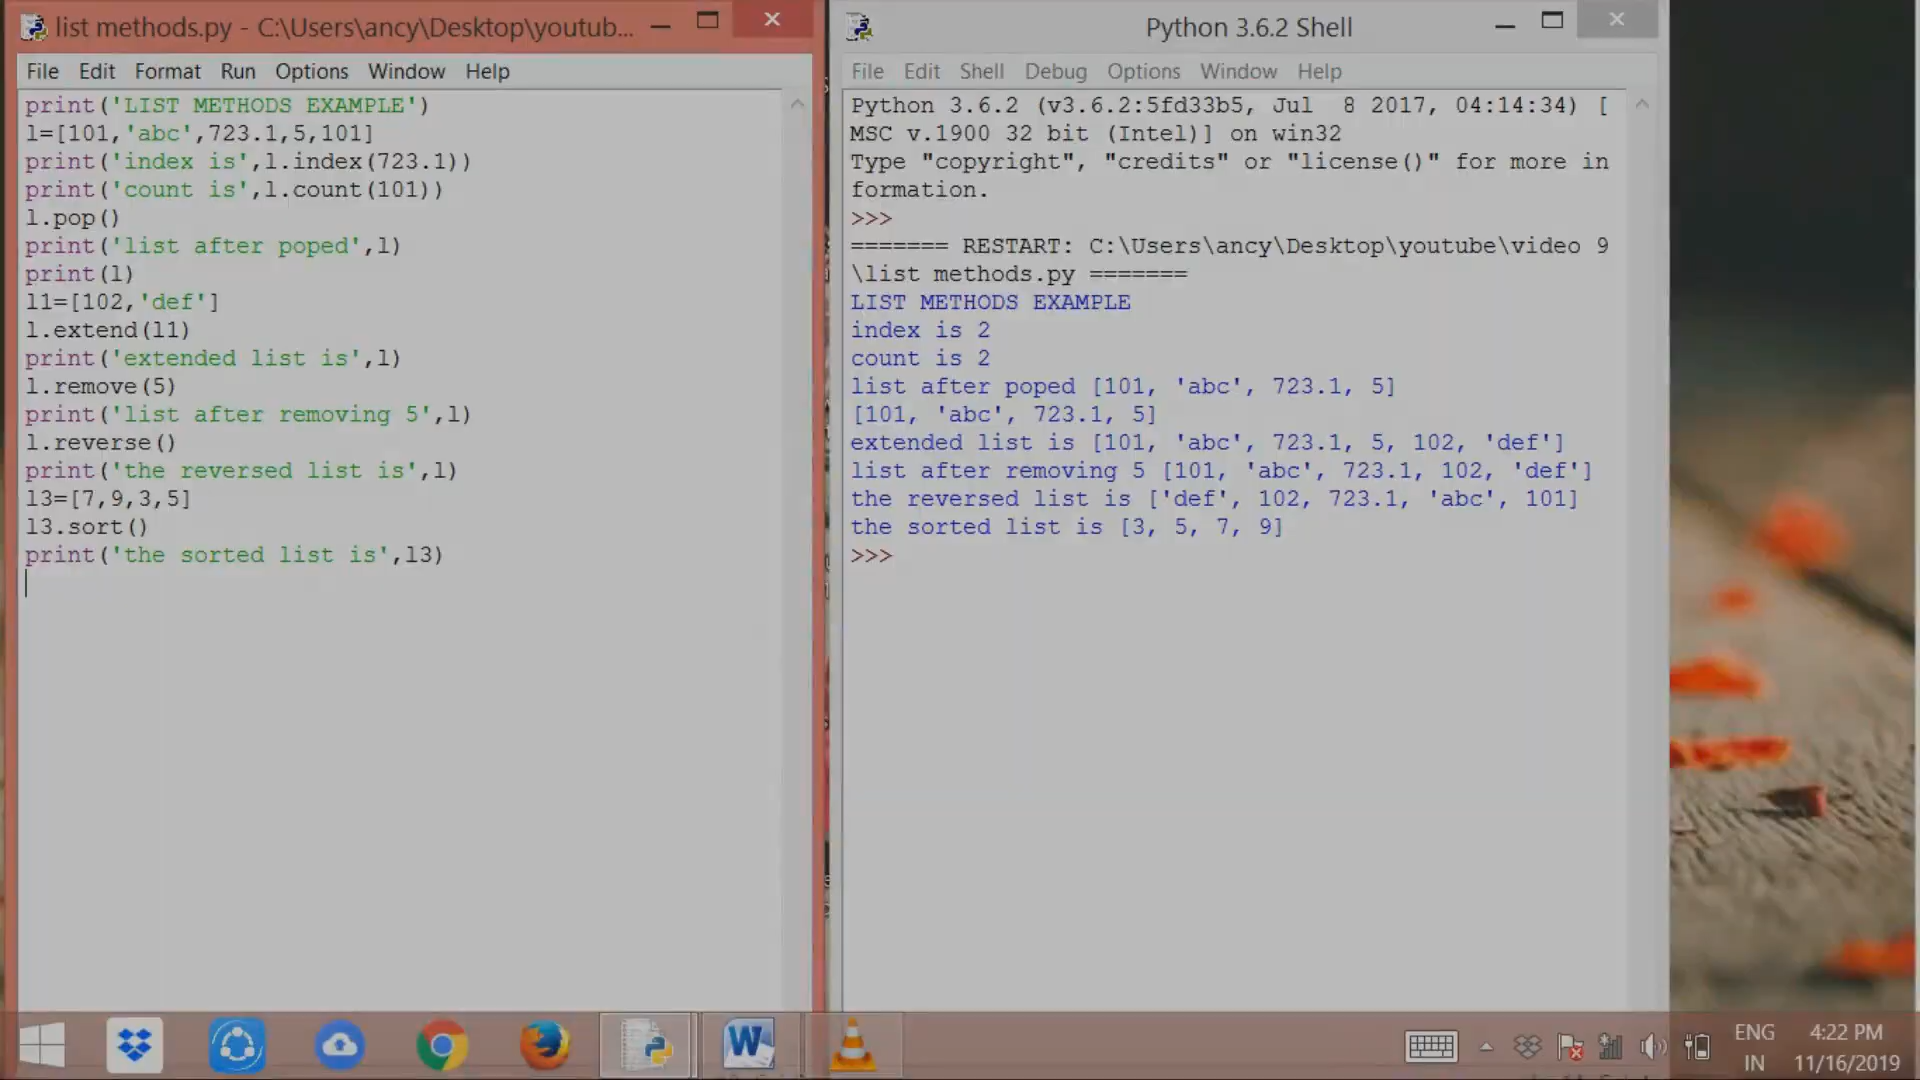 list methods.py - C:\Users\ancy\Desktop\youtub...
File Edit Format Run Options Window Help
print('LIST METHODS EXAMPLE')
l=[101,'abc',723.1,5,101]
print('index is',l.index(723.1))
print('count is',l.count(101))
l.pop()
print('list after poped',l)
print(l)
l1=[102,'def']
l.extend(l1)
print('extended list is',l)
l.remove(5)
print('list after removing 5',l)
l.reverse()
print('the reversed list is',l)
l3=[7,9,3,5]
l3.sort()
print('the sorted list is',l3)
Python 3.6.2 Shell
File Edit Shell Debug Options Window Help
Python 3.6.2 (v3.6.2:5fd33b5, Jul  8 2017, 04:14:34) [
MSC v.1900 32 bit (Intel)] on win32
Type "copyright", "credits" or "license()" for more in
formation.
>>>
======= RESTART: C:\Users\ancy\Desktop\youtube\video 9
\list methods.py =======
LIST METHODS EXAMPLE
index is 2
count is 2
list after poped [101, 'abc', 723.1, 5]
[101, 'abc', 723.1, 5]
extended list is [101, 'abc', 723.1, 5, 102, 'def']
list after removing 5 [101, 'abc', 723.1, 102, 'def']
the reversed list is ['def', 102, 723.1, 'abc', 101]
the sorted list is [3, 5, 7, 9]
>>>
ENG
IN
4:22 PM
11/16/2019